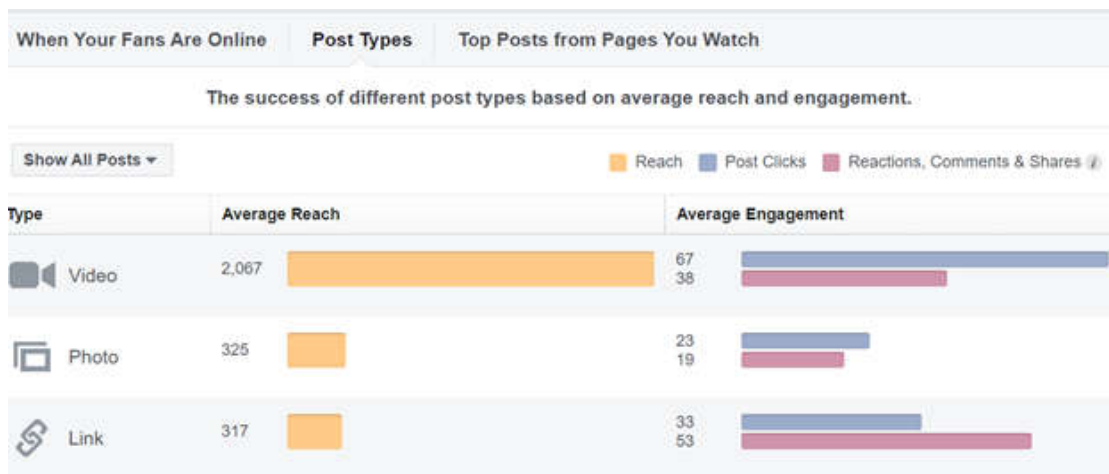 When Your Fans Are Online Post Types Top Posts from Pages You Watch
The success of different post types based on average reach and engagement.
Show All Posts Reach Post Clicks Reactions, Comments & Shares i
Type Average Reach Average Engagement
Video 2,067 67
38
Photo 325 23
19
Link 317 33
53